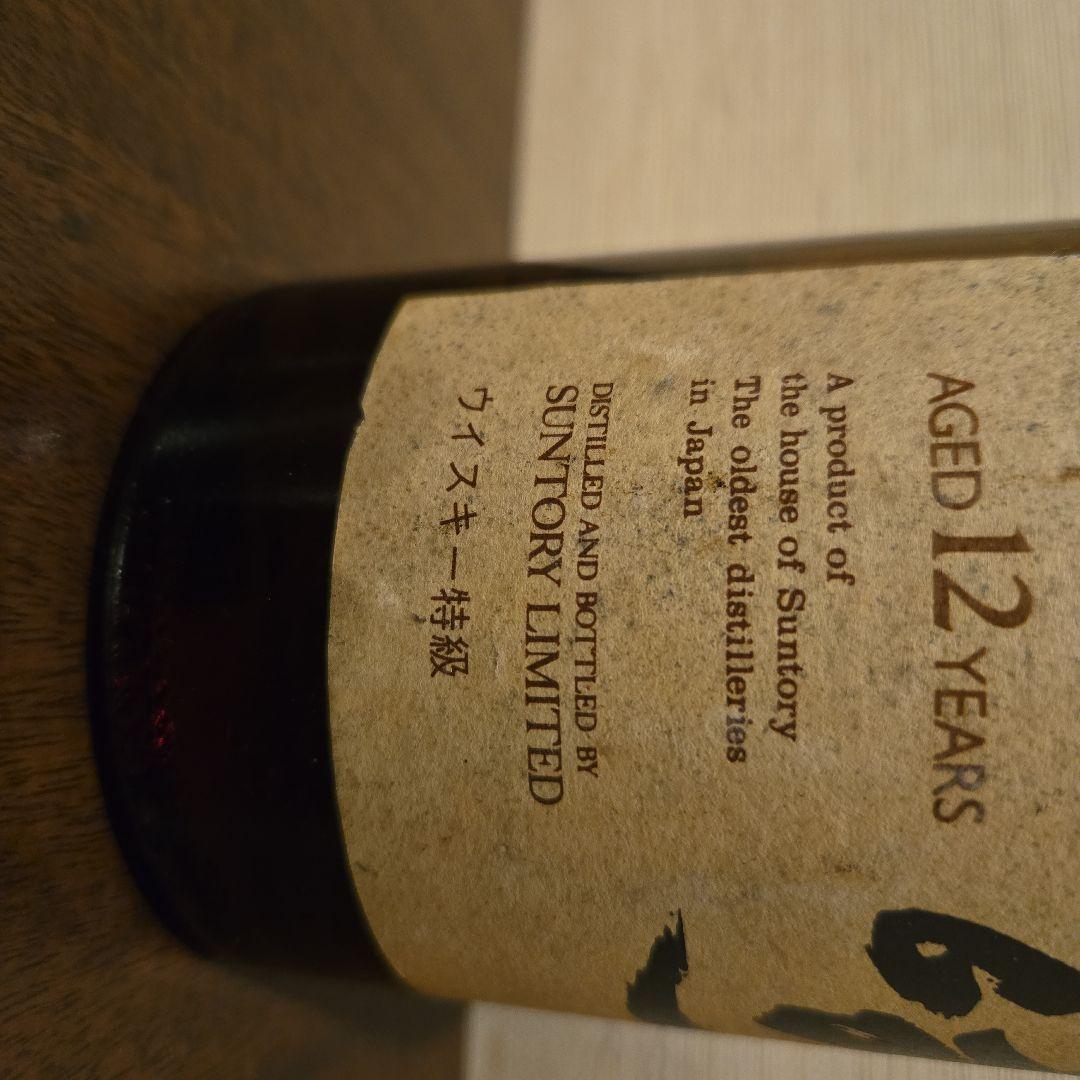 AGED 12 YEARS
A product of
the house of Suntory
The oldest distilleries
in Japan
DISTILLED AND BOTTLED BY
SUNTORY LIMITED
ウイスキー特級